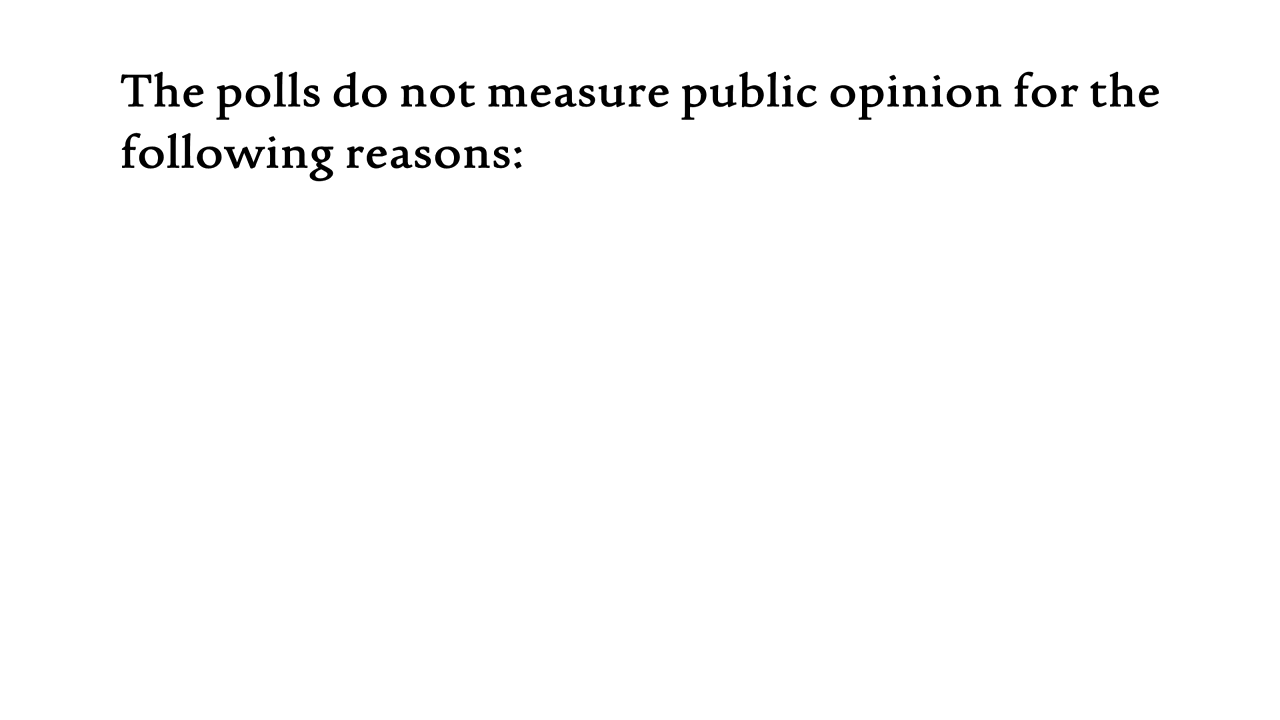 The polls do not measure public opinion for the
following reasons: